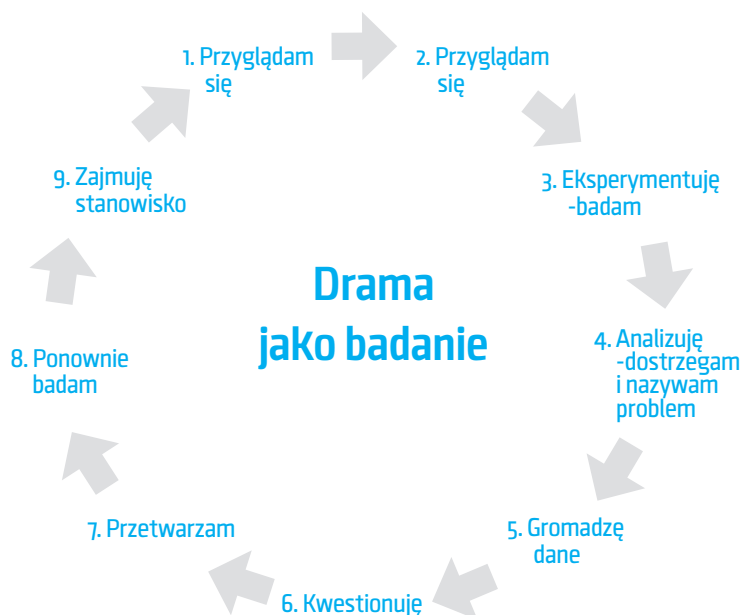 1. Przyglądam
się
2. Przyglądam
się
3. Eksperymentuję
-badam
4. Analizuję
-dostrzegam
i nazywam
problem
5. Gromadzę
dane
6. Kwestionuję
7. Przetwarzam
8. Ponownie
badam
9. Zajmuję
stanowisko
Drama
jako badanie